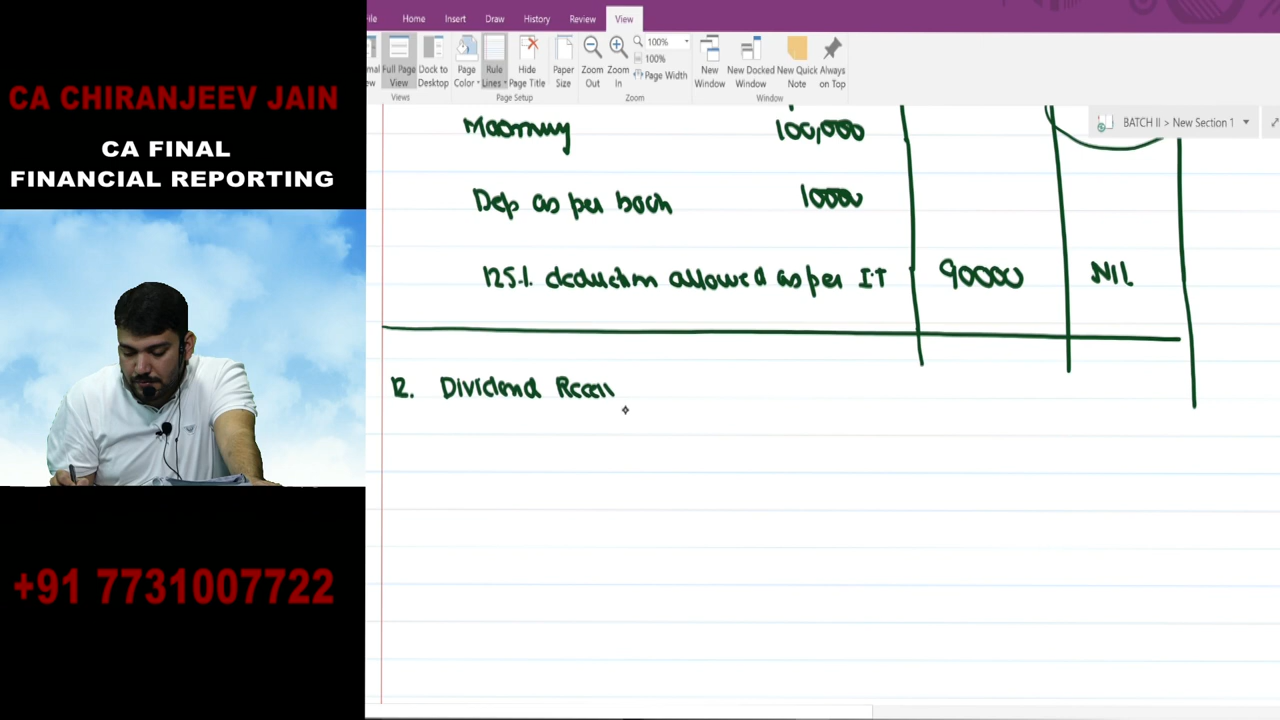 CA CHIRANJEEV JAIN
CA FINAL
FINANCIAL REPORTING
+91 7731007722
File Home Insert Draw History Review View
Full Page View
Dock to Desktop
Page Color
Rule Lines
Hide Page Title
Paper Size
Zoom Out
Zoom In
100%
100%
Page Width
New Window
New Docked Window
New Quick Note
Always on Top
Views Page Setup Zoom Window
BATCH II > New Section 1
100,000
Dep as per book 10000
125% deduction allowed as per I.T 90000 NIL
12. Dividend